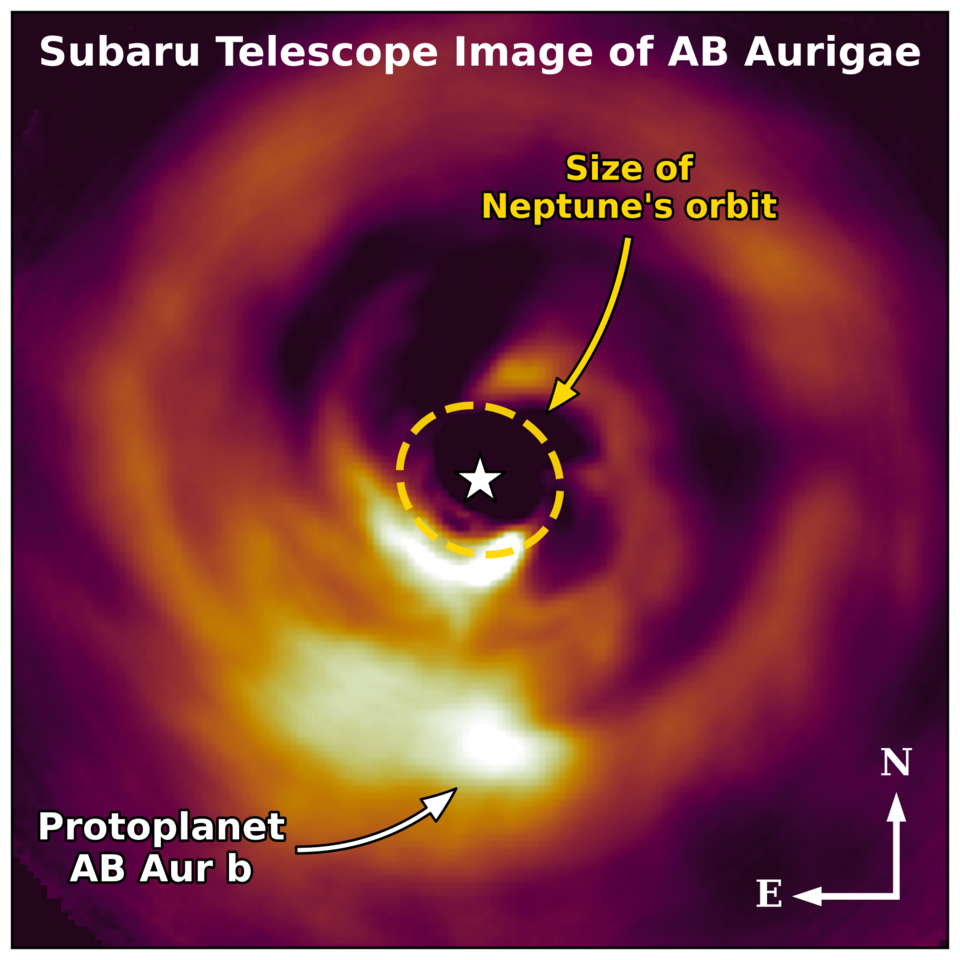 Subaru Telescope Image of AB Aurigae
Size of
Neptune's orbit
N
E
Protoplanet
AB Aur b